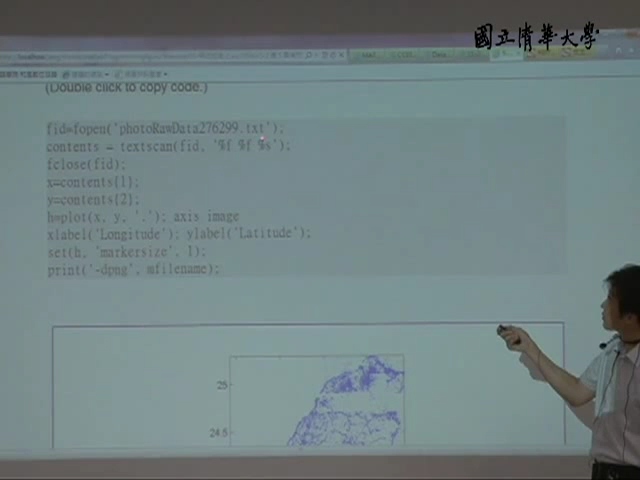 國立清華大學
(Double click to copy code.)
fid=fopen('photoRawData276299.txt');
contents = textscan(fid, '%f %f %s');
fclose(fid);
x=contents{1};
y=contents{2};
h=plot(x, y, '.'); axis image
xlabel('Longitude'); ylabel('Latitude');
set(h, 'markersize', 1);
print('-dpng', mfilename);
25
24.5